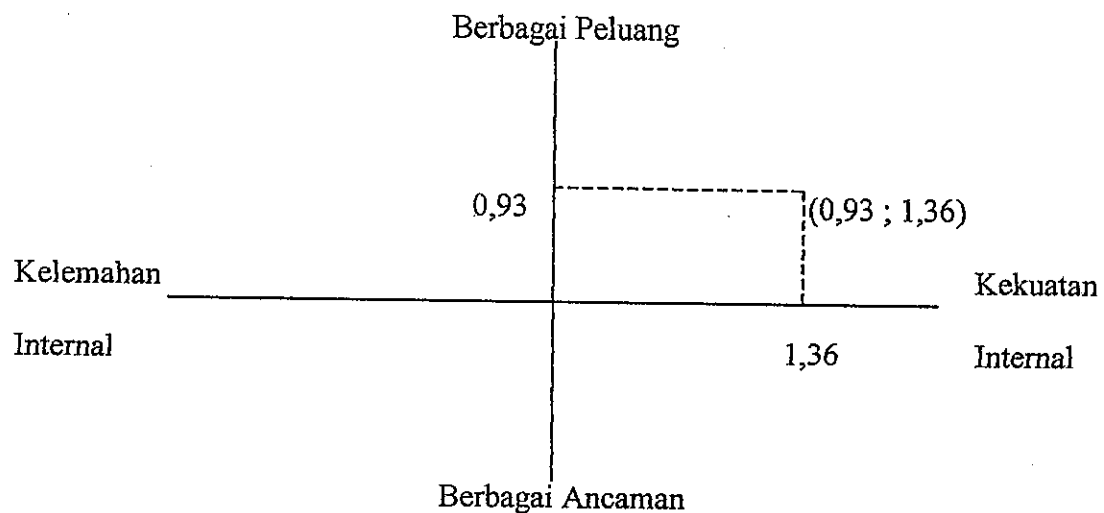 Berbagai Peluang
0,93
(0,93 ; 1,36)
Kelemahan
Internal
Kekuatan
Internal
1,36
Berbagai Ancaman